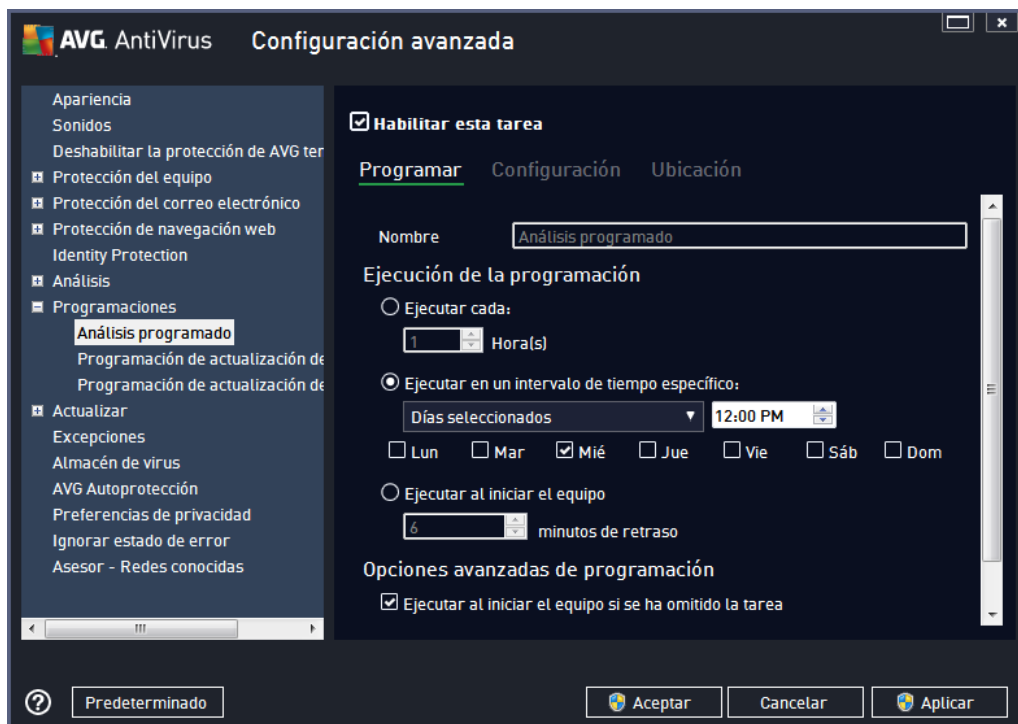 AVG. AntiVirus Configuración avanzada
Apariencia
Sonidos
Deshabilitar la protección de AVG ter
Protección del equipo
Protección del correo electrónico
Protección de navegación web
Identity Protection
Análisis
Programaciones
Análisis programado
Programación de actualización de
Programación de actualización de
Actualizar
Excepciones
Almacén de virus
AVG Autoprotección
Preferencias de privacidad
Ignorar estado de error
Asesor - Redes conocidas
Habilitar esta tarea
Programar Configuración Ubicación
Nombre Análisis programado
Ejecución de la programación
Ejecutar cada:
1 Hora(s)
Ejecutar en un intervalo de tiempo específico:
Días seleccionados 12:00 PM
Lun Mar Mié Jue Vie Sáb Dom
Ejecutar al iniciar el equipo
6 minutos de retraso
Opciones avanzadas de programación
Ejecutar al iniciar el equipo si se ha omitido la tarea
? Predeterminado Aceptar Cancelar Aplicar